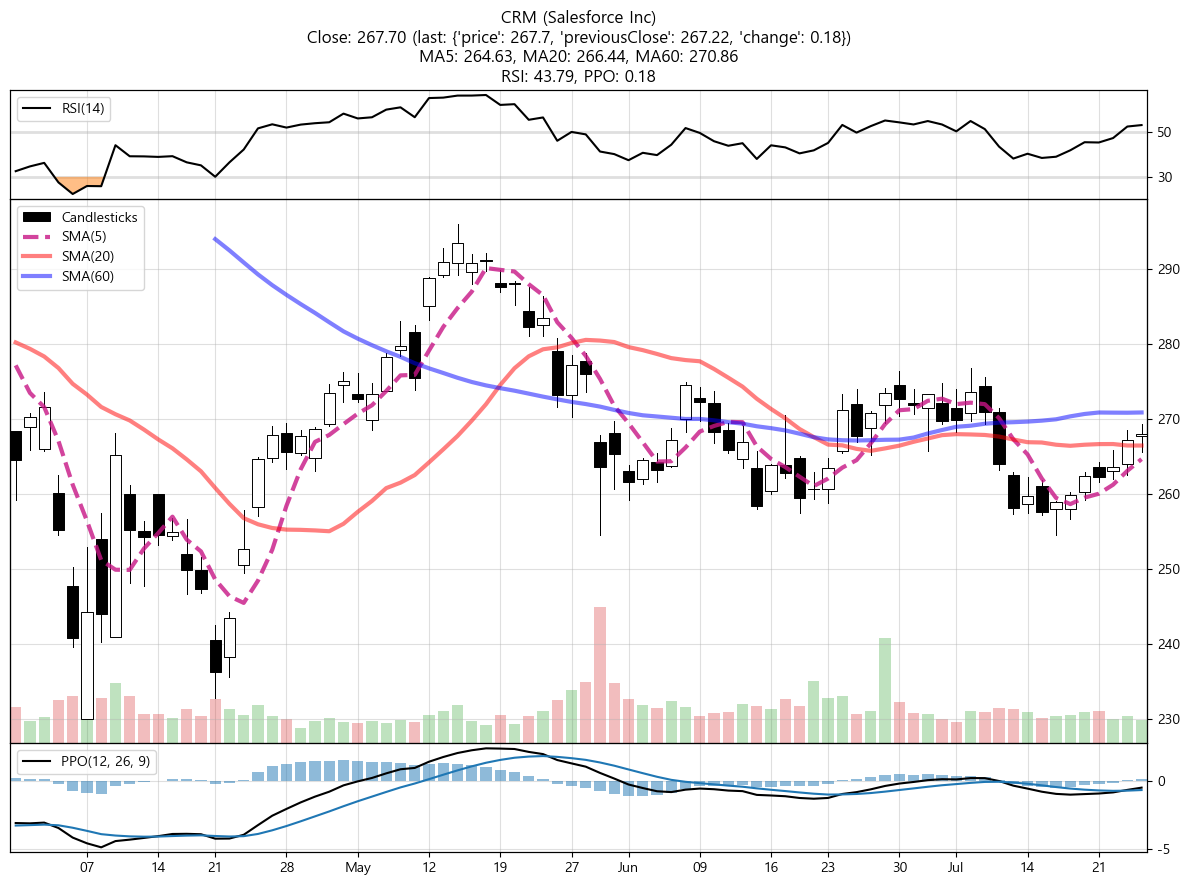 CRM (Salesforce Inc)
Close: 267.70 (last: {'price': 267.7, 'previousClose': 267.22, 'change': 0.18})
MA5: 264.63, MA20: 266.44, MA60: 270.86
RSI: 43.79, PPO: 0.18
RSI(14)
50
30
Candlesticks
SMA(5)
SMA(20)
SMA(60)
290
280
270
260
250
240
230
PPO(12, 26, 9)
0
-5
07 14 21 28 May 12 19 27 Jun 09 16 23 30 Jul 14 21